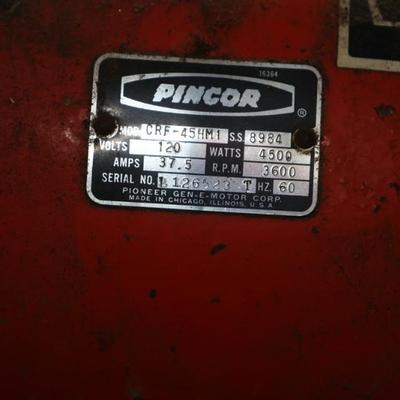 16364
PINCOR
®
MOD. CRF-45HM1 S.S. 8984
VOLTS 120 WATTS 4500
AMPS 37.5 R.P.M. 3600
SERIAL NO. T HZ. 60
PIONEER GEN-E-MOTOR CORP.
MADE IN CHICAGO, ILLINOIS, U.S.A.